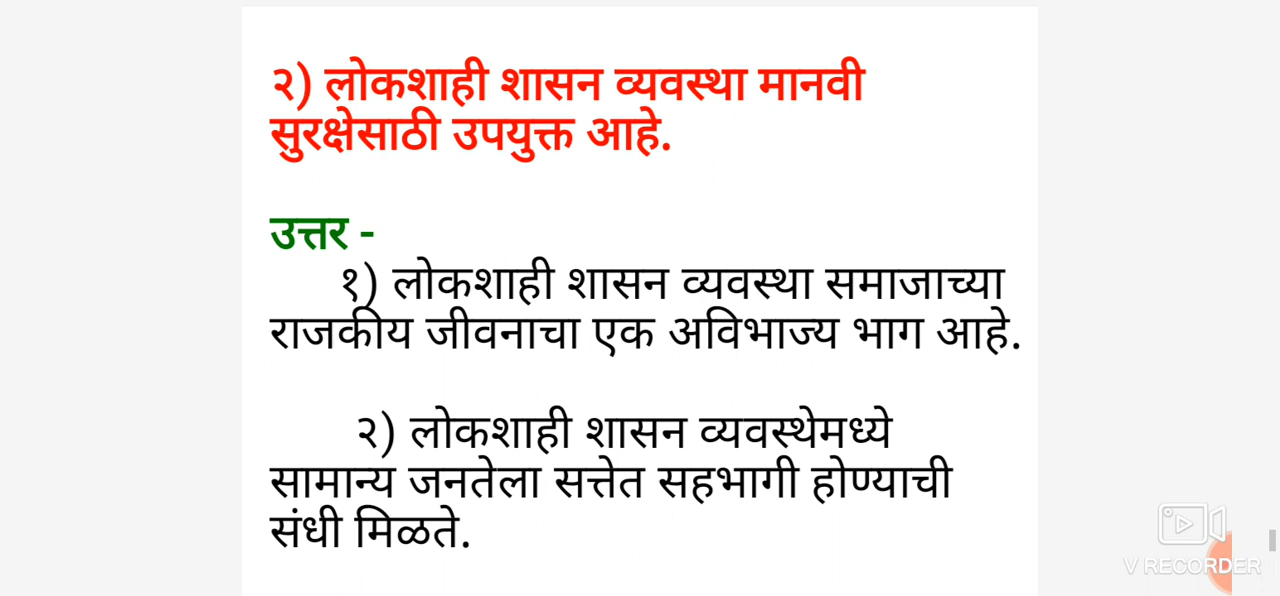 २) लोकशाही शासन व्यवस्था मानवी
सुरक्षेसाठी उपयुक्त आहे.
उत्तर -
१) लोकशाही शासन व्यवस्था समाजाच्या
राजकीय जीवनाचा एक अविभाज्य भाग आहे.
२) लोकशाही शासन व्यवस्थेमध्ये
सामान्य जनतेला सत्तेत सहभागी होण्याची
संधी मिळते.
V RECORDER